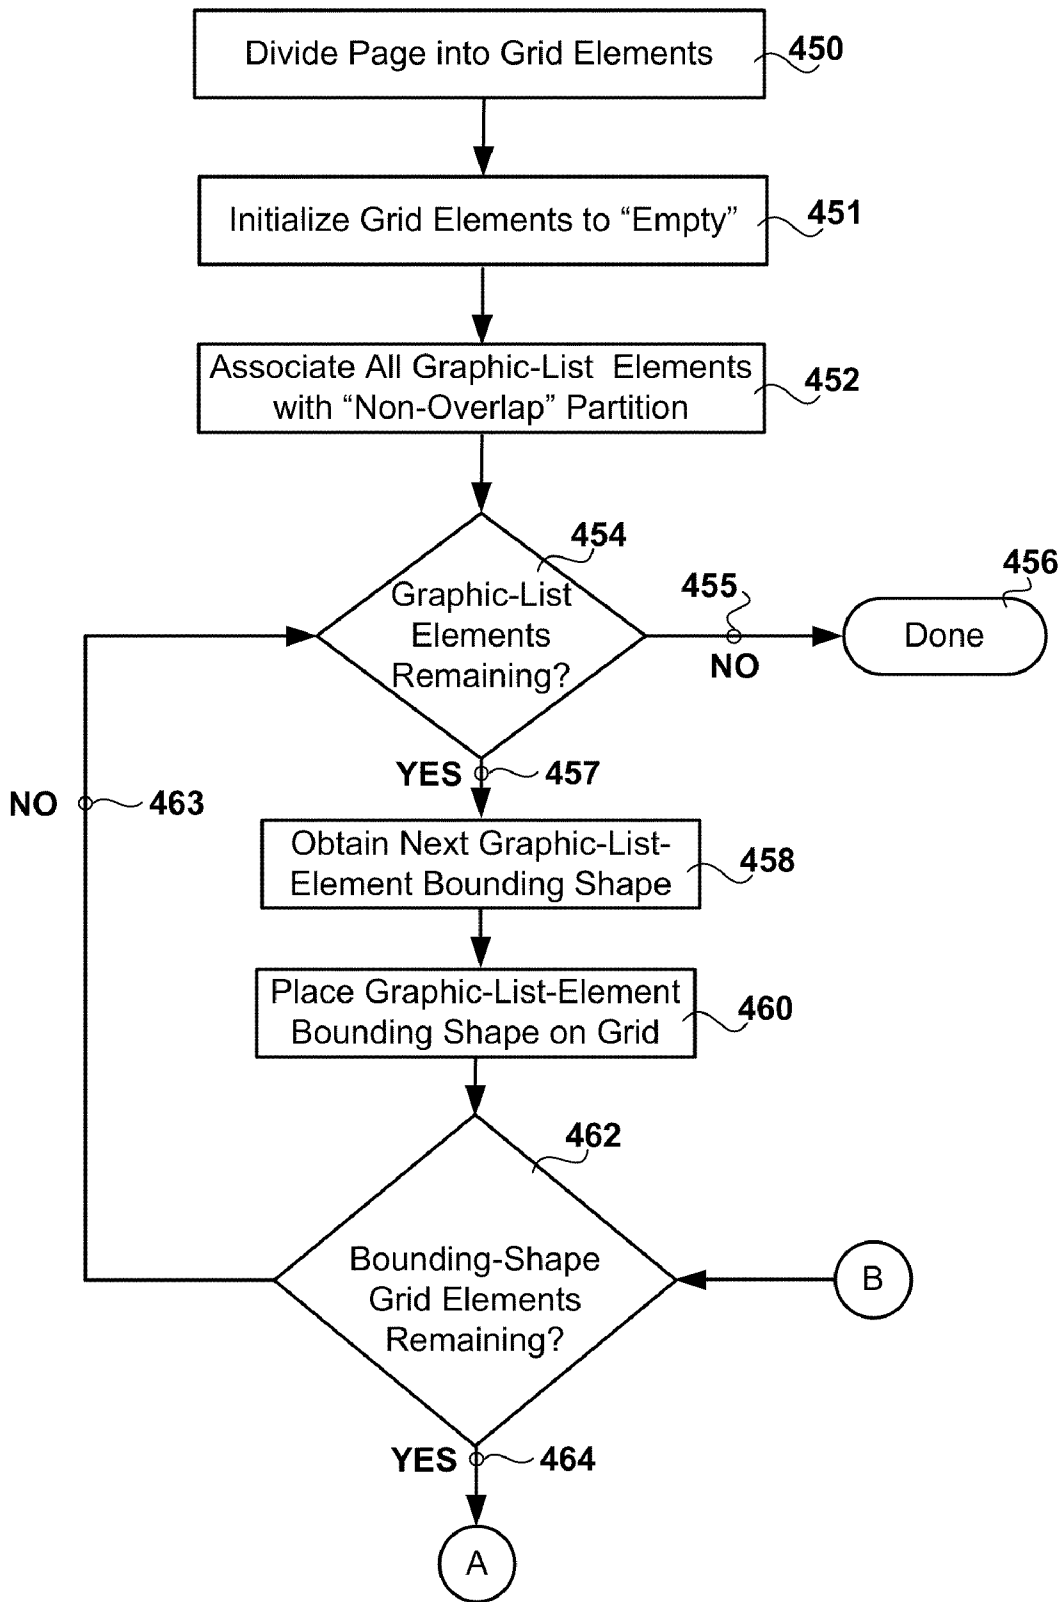 Divide Page into Grid Elements
450
Initialize Grid Elements to “Empty”
451
Associate All Graphic-List Elements
with “Non-Overlap” Partition
452
454
Graphic-List
Elements
Remaining?
455
NO
456
Done
YES
457
NO
463
Obtain Next Graphic-List-
Element Bounding Shape
458
Place Graphic-List-Element
Bounding Shape on Grid
460
462
Bounding-Shape
Grid Elements
Remaining?
B
YES
464
A